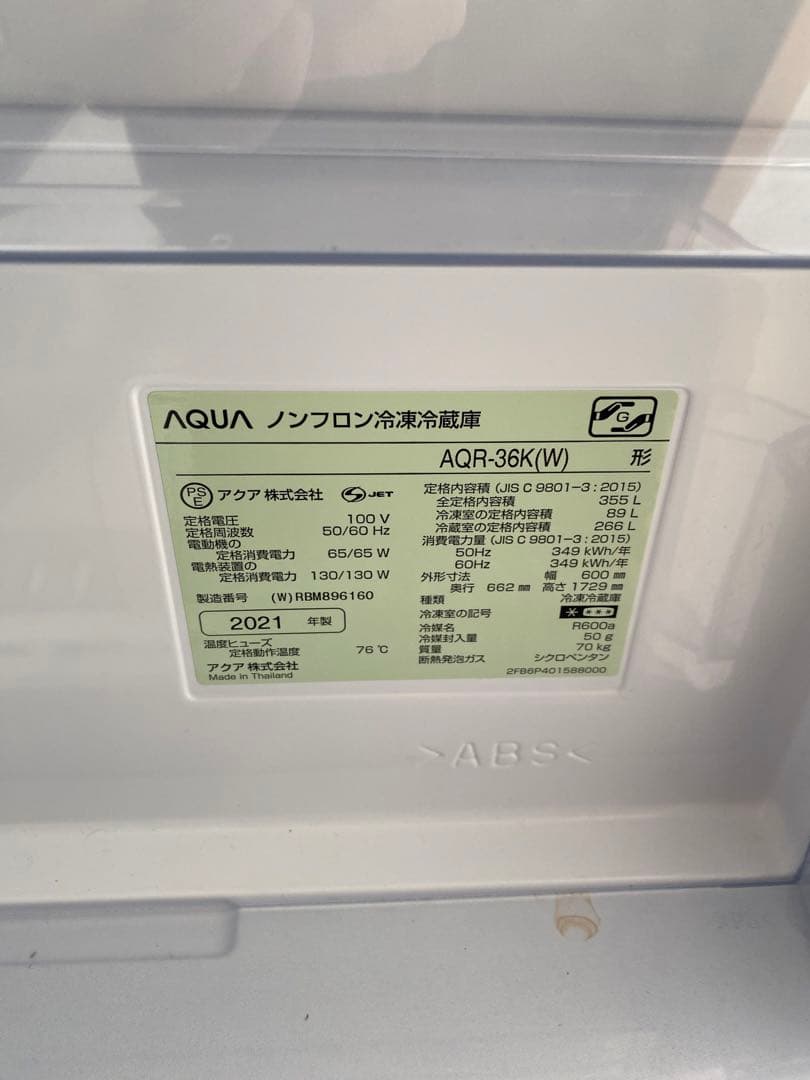 AQUA ノンフロン冷凍冷蔵庫
G
AQR-36K(W) 形
PS E アクア株式会社 S JET
定格電圧 100 V
定格周波数 50/60 Hz
電動機の
定格消費電力 65/65 W
電熱装置の
定格消費電力 130/130 W
製造番号 (W)RBM896160
2021 年製
温度ヒューズ
定格動作温度 76 ℃
アクア株式会社
Made in Thailand
定格内容積 (JIS C 9801-3:2015)
全定格内容積 355 L
冷凍室の定格内容積 89 L
冷蔵室の定格内容積 266 L
消費電力量 (JIS C 9801-3:2015)
50Hz 349 kWh/年
60Hz 349 kWh/年
外形寸法 幅 600 ㎜
奥行 662 ㎜ 高さ 1729 ㎜
種類 冷凍冷蔵庫
冷凍室の記号 ****
冷媒名 R600a
冷媒封入量 50 g
質量 70 kg
断熱発泡ガス シクロペンタン
2FB6P401588000
>ABS<